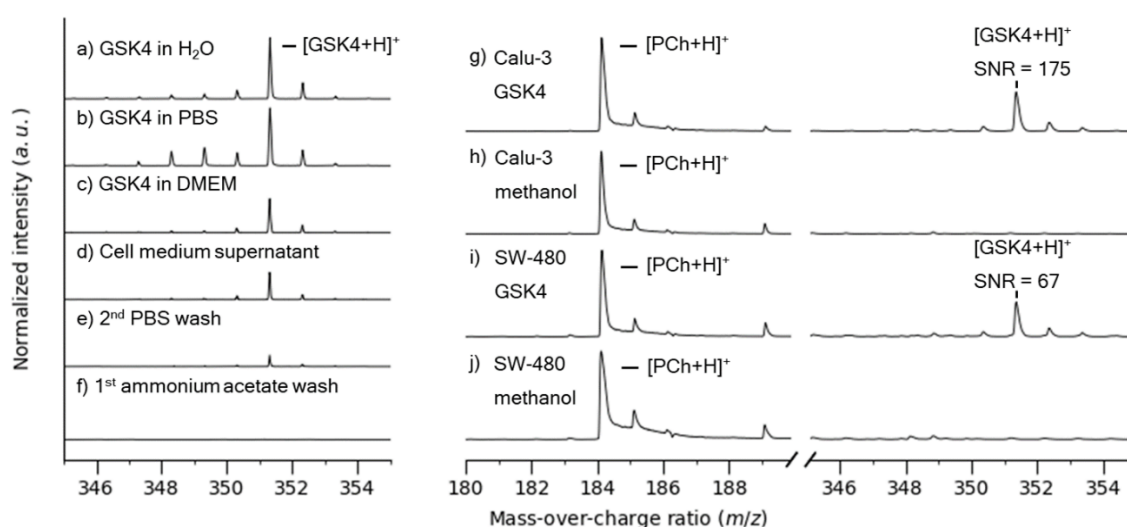 Normalized intensity (a.u.)
a) GSK4 in H₂O
[GSK4+H]⁺
b) GSK4 in PBS
c) GSK4 in DMEM
d) Cell medium supernatant
e) 2ⁿᵈ PBS wash
f) 1ˢᵗ ammonium acetate wash
346 348 350 352 354
g) Calu-3
GSK4
[PCh+H]⁺
[GSK4+H]⁺
SNR = 175
h) Calu-3
methanol
[PCh+H]⁺
i) SW-480
GSK4
[PCh+H]⁺
[GSK4+H]⁺
SNR = 67
j) SW-480
methanol
[PCh+H]⁺
180 182 184 186 188 346 348 350 352 354
Mass-over-charge ratio (m/z)